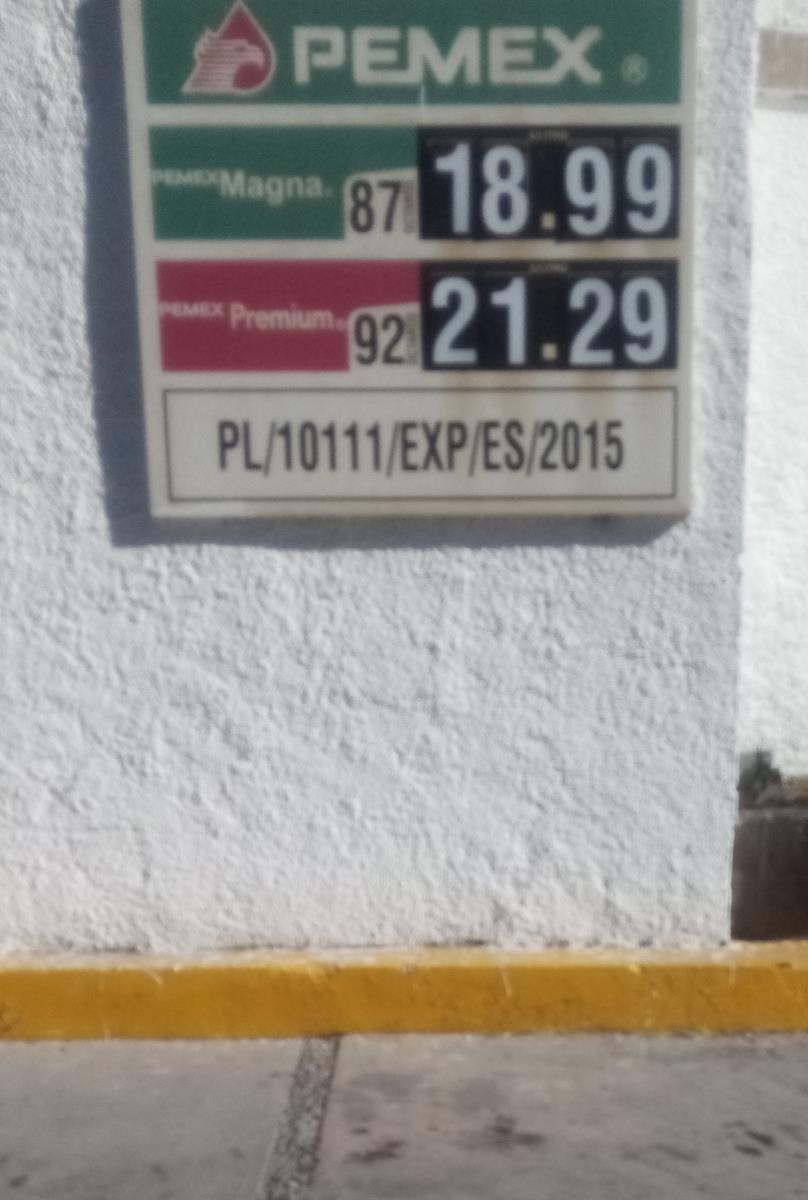 PEMEX ®
PEMEX Magna® 87 18.99
PEMEX Premium® 92 21.29
PL/10111/EXP/ES/2015